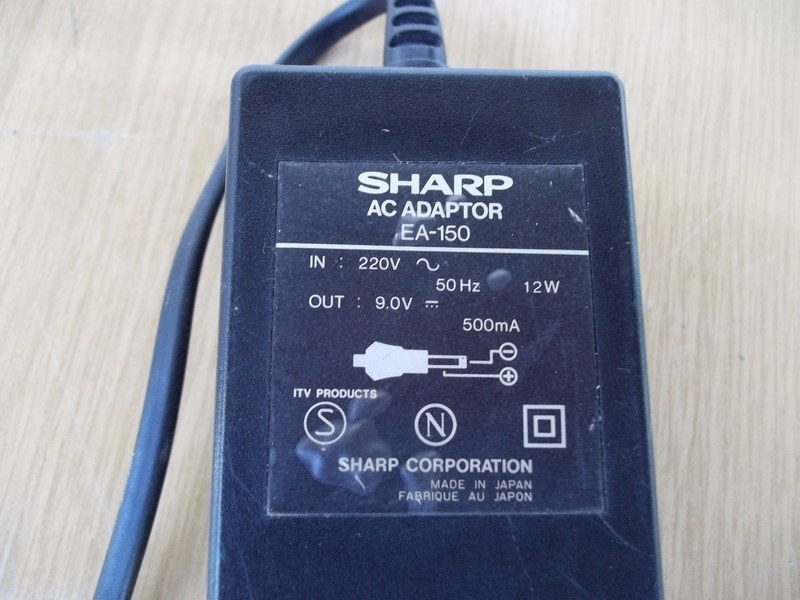 SHARP
AC ADAPTOR
EA-150
IN : 220V ~
50 Hz 12W
OUT : 9.0V ⎓
500mA
⊖
⊕
ITV PRODUCTS
S N
SHARP CORPORATION
MADE IN JAPAN
FABRIQUE AU JAPON